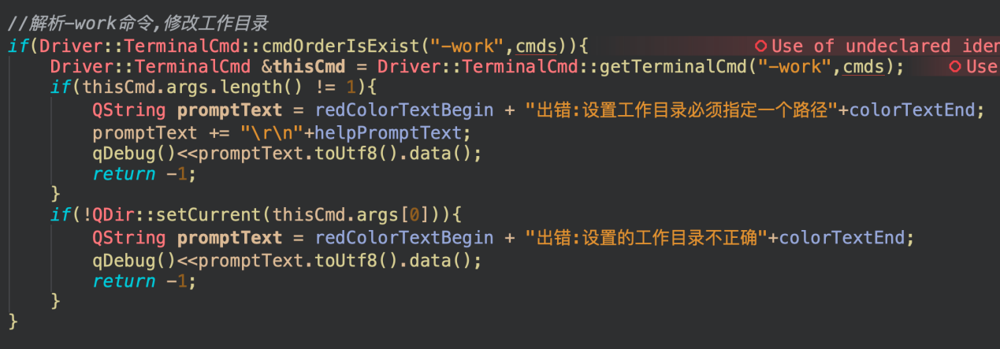 //解析-work命令,修改工作目录
if(Driver::TerminalCmd::cmdOrderIsExist("-work",cmds)){ Use of undeclared iden
    Driver::TerminalCmd &thisCmd = Driver::TerminalCmd::getTerminalCmd("-work",cmds); Use
    if(thisCmd.args.length() != 1){
        QString promptText = redColorTextBegin + "出错:设置工作目录必须指定一个路径"+colorTextEnd;
        promptText += "\r\n"+helpPromptText;
        qDebug()<<promptText.toUtf8().data();
        return -1;
    }
    if(!QDir::setCurrent(thisCmd.args[0])){
        QString promptText = redColorTextBegin + "出错:设置的工作目录不正确"+colorTextEnd;
        qDebug()<<promptText.toUtf8().data();
        return -1;
    }
}